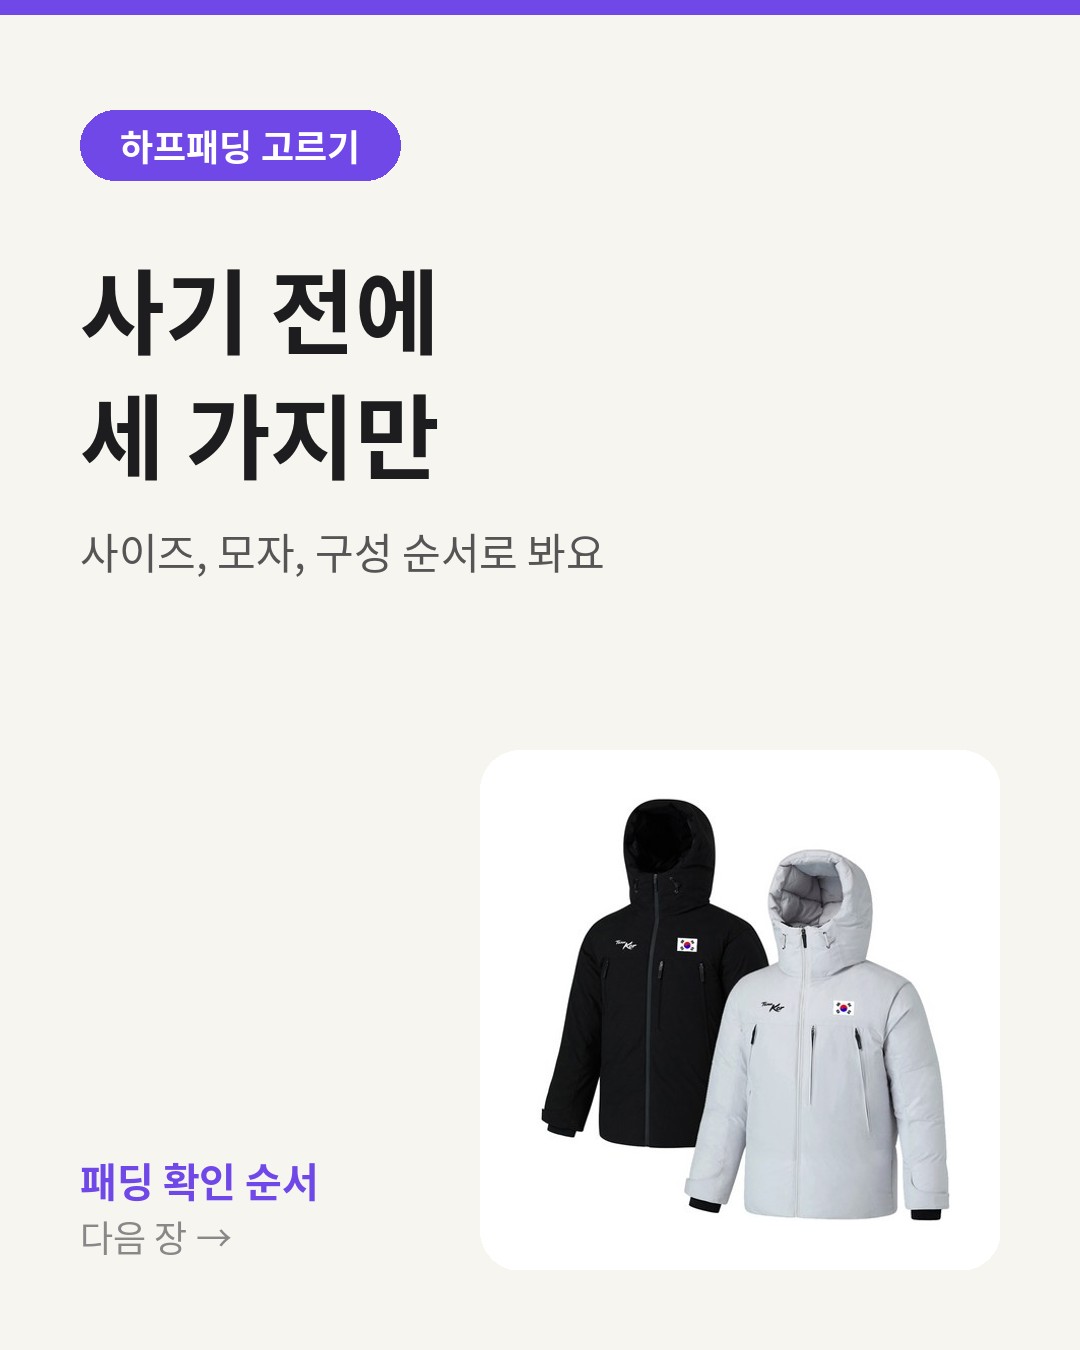 하프패딩 고르기
사기 전에
세 가지만
사이즈, 모자, 구성 순서로 봐요
패딩 확인 순서
다음 장 →